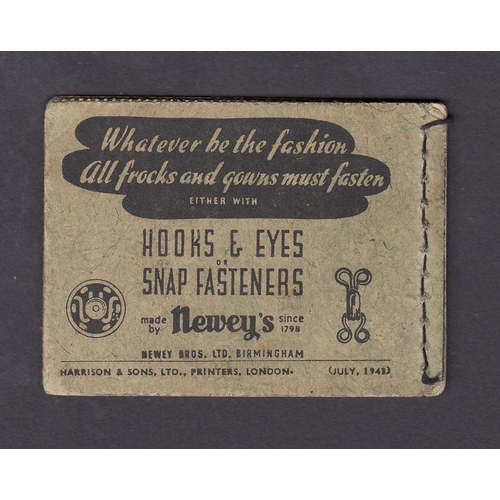 Whatever be the fashion
All frocks and gowns must fasten
EITHER WITH
HOOKS & EYES
OR
SNAP FASTENERS
made by Newey's since 1798
NEWEY BROS. LTD. BIRMINGHAM
HARRISON & SONS, LTD., PRINTERS, LONDON. (JULY, 1943)